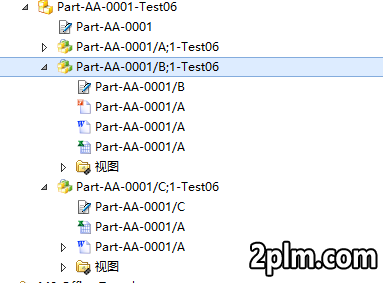 Part-AA-0001-Test06
Part-AA-0001
Part-AA-0001/A;1-Test06
Part-AA-0001/B;1-Test06
Part-AA-0001/B
Part-AA-0001/A
Part-AA-0001/A
Part-AA-0001/A
视图
Part-AA-0001/C;1-Test06
Part-AA-0001/C
Part-AA-0001/A
Part-AA-0001/A
视图
2plm.com